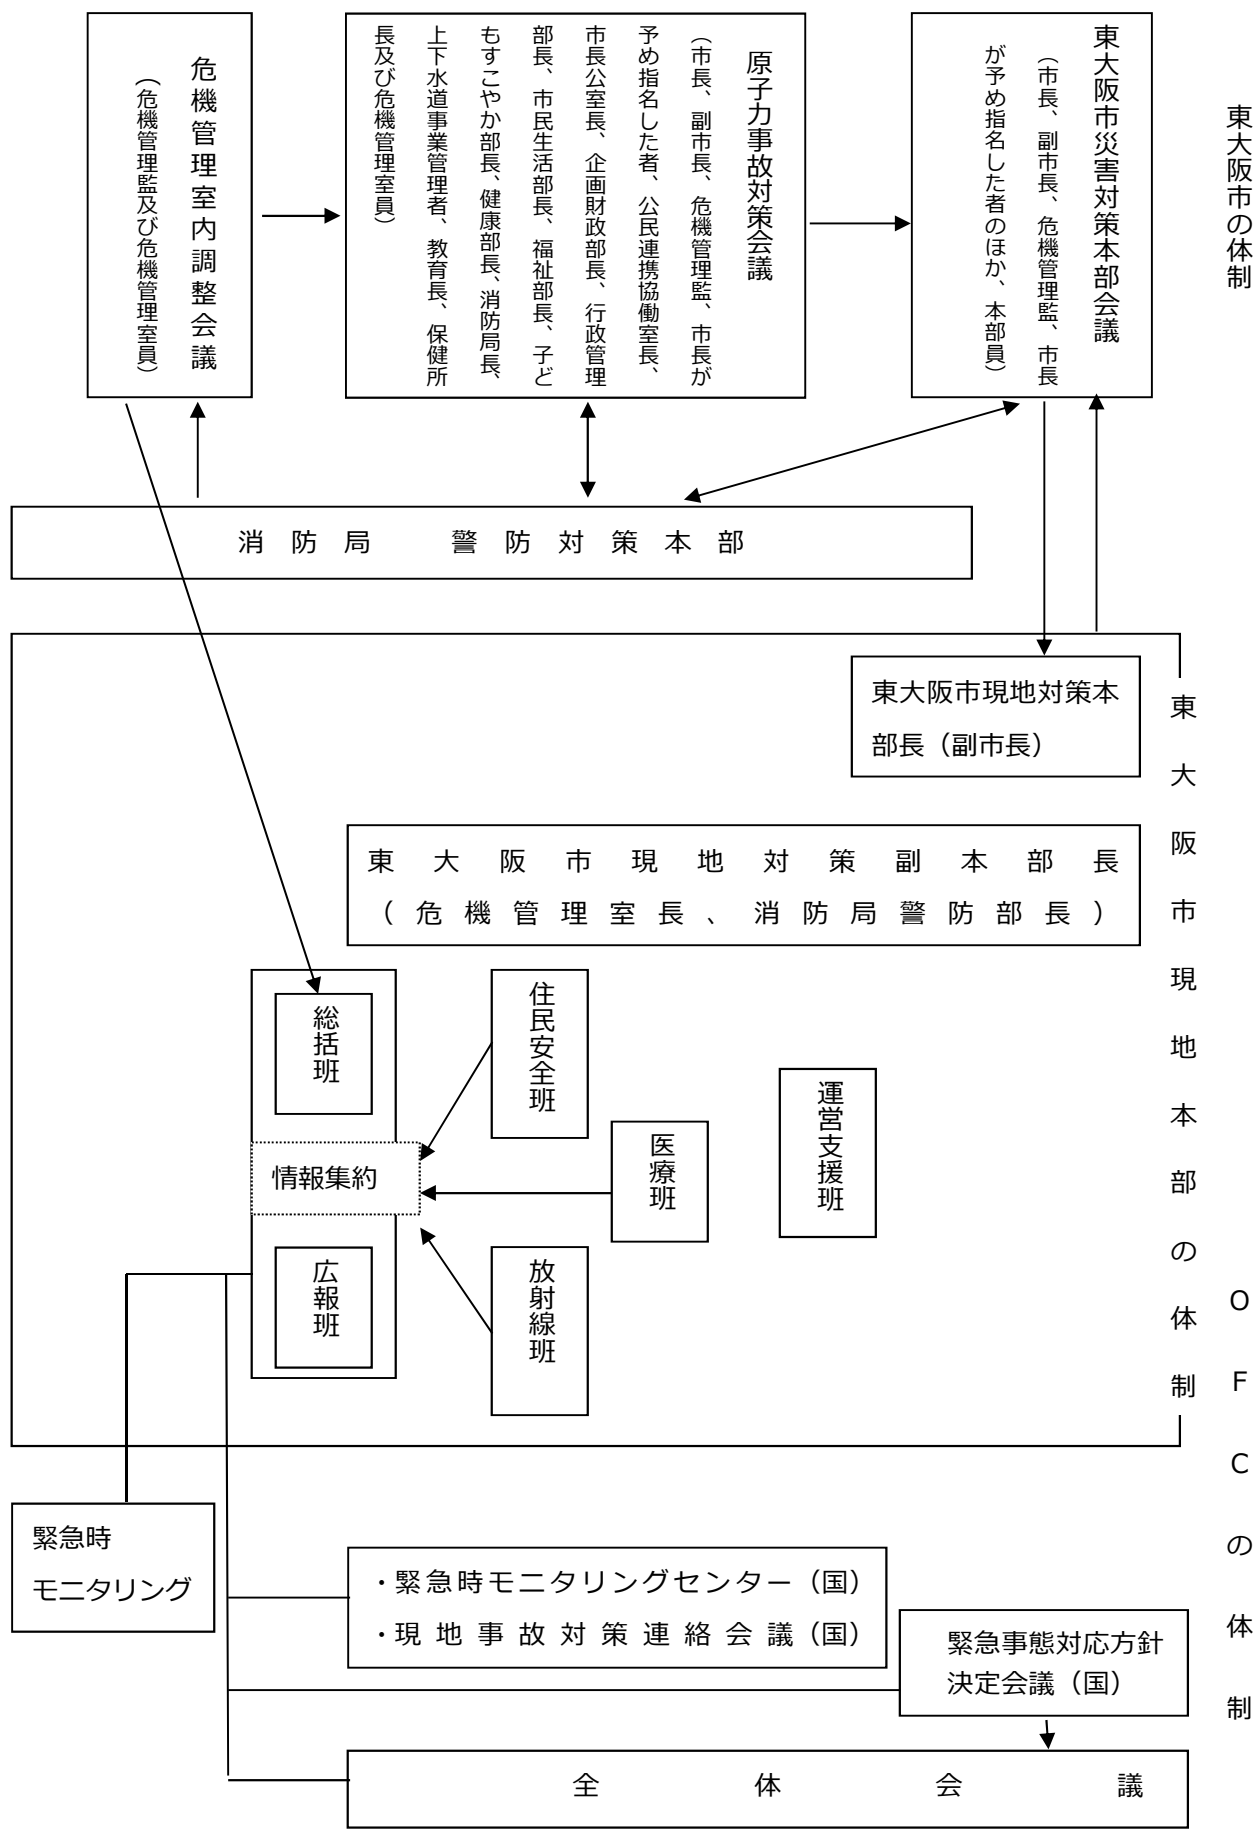 東大阪市の体制
東大阪市災害対策本部会議
（市長、副市長、危機管理監、市長
が予め指名した者のほか、本部員）
原子力事故対策会議
（市長、副市長、危機管理監、市長が
予め指名した者、公民連携協働室長、
市長公室長、企画財政部長、行政管理
部長、市民生活部長、福祉部長、子ど
もすこやか部長、健康部長、消防局長、
上下水道事業管理者、教育長、保健所
長及び危機管理室員）
危機管理室内調整会議
（危機管理監及び危機管理室員）
消防局　警防対策本部
東大阪市現地本部の体制
東大阪市現地対策本
部長（副市長）
東大阪市現地対策副本部長
（危機管理室長、消防局警防部長）
総括班
住民安全班
運営支援班
医療班
情報集約
広報班
放射線班
ＯＦＣの体制
緊急時
モニタリング
・緊急時モニタリングセンター（国）
・現地事故対策連絡会議（国）
緊急事態対応方針
決定会議（国）
全体会議